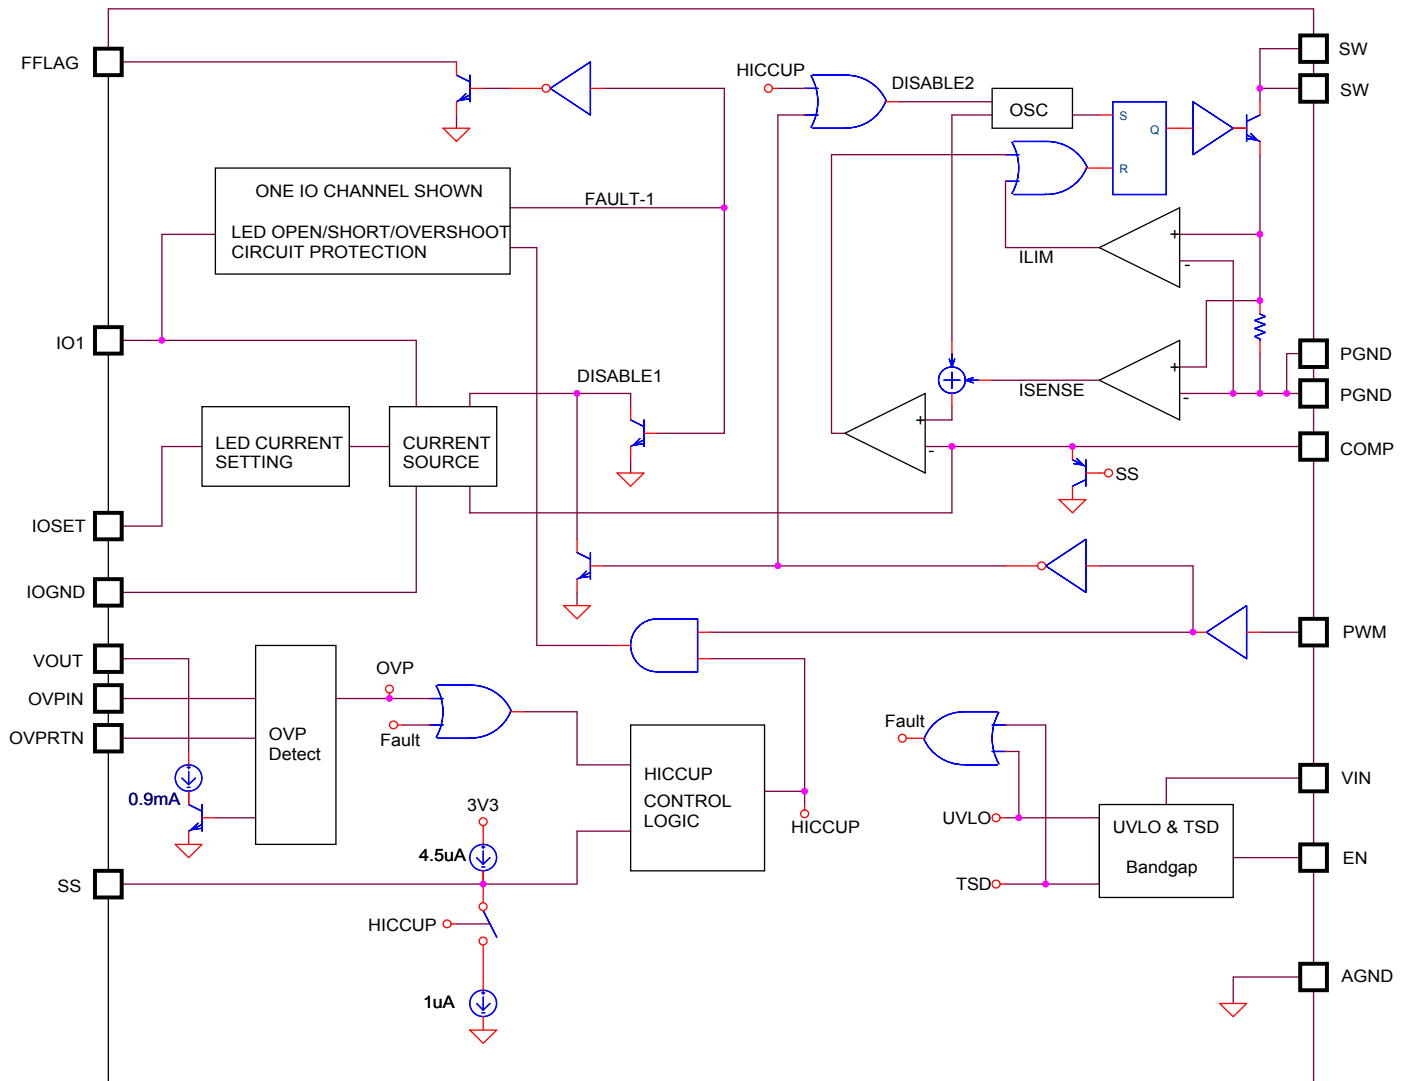 FFLAG
HICCUP
DISABLE2
OSC
S
Q
R
SW
SW
ONE IO CHANNEL SHOWN
LED OPEN/SHORT/OVERSHOOT
CIRCUIT PROTECTION
FAULT-1
+
-
ILIM
IO1
DISABLE1
ISENSE
+
-
PGND
PGND
LED CURRENT
SETTING
CURRENT
SOURCE
+
-
COMP
SS
IOSET
IOGND
PWM
VOUT
OVPIN
OVPRTN
OVP
Detect
OVP
Fault
0.9mA
HICCUP
CONTROL
LOGIC
HICCUP
Fault
UVLO
TSD
UVLO & TSD
Bandgap
VIN
EN
3V3
4.5uA
SS
HICCUP
1uA
AGND